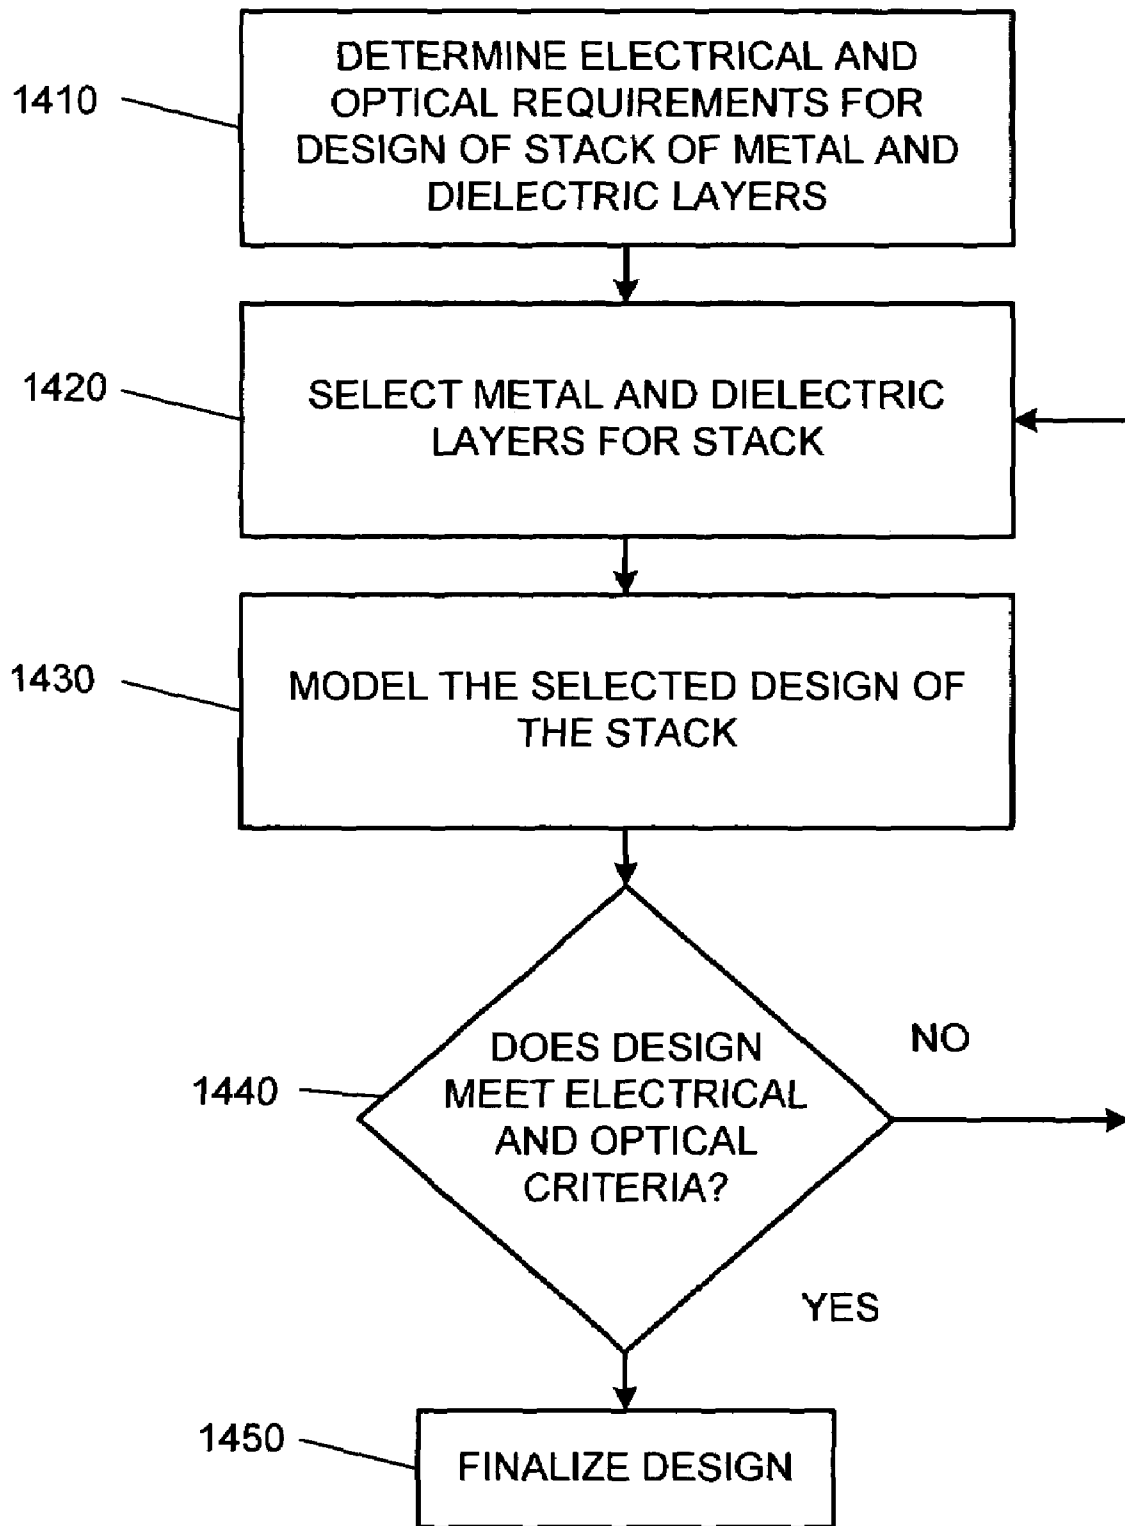 1410
DETERMINE ELECTRICAL AND
OPTICAL REQUIREMENTS FOR
DESIGN OF STACK OF METAL AND
DIELECTRIC LAYERS
1420
SELECT METAL AND DIELECTRIC
LAYERS FOR STACK
1430
MODEL THE SELECTED DESIGN OF
THE STACK
1440
DOES DESIGN
MEET ELECTRICAL
AND OPTICAL
CRITERIA?
NO
YES
1450
FINALIZE DESIGN